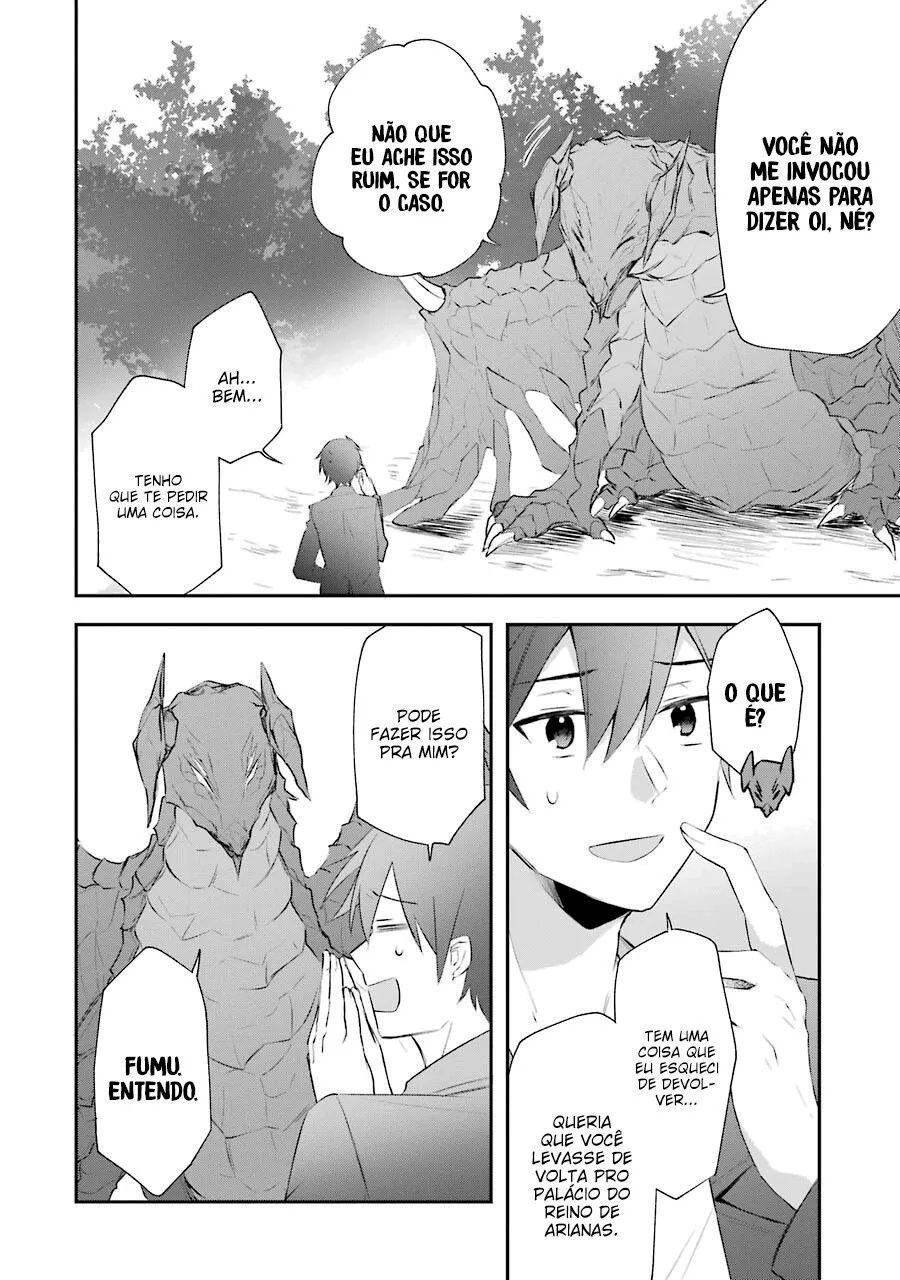 VOCÊ NÃO
ME INVOCOU
APENAS PARA
DIZER OI, NÉ?
NÃO QUE
EU ACHE ISSO
RUIM, SE FOR
O CASO.
AH...
BEM...
TENHO
QUE TE PEDIR
UMA COISA.
O QUE
É?
TEM UMA
COISA QUE
EU ESQUECI
DE DEVOL-
VER...
QUERIA
QUE VOCÊ
LEVASSE DE
VOLTA PRO
PALÁCIO DO
REINO DE
ARIANAS.
PODE
FAZER ISSO
PRA MIM?
FUMU.
ENTENDO.